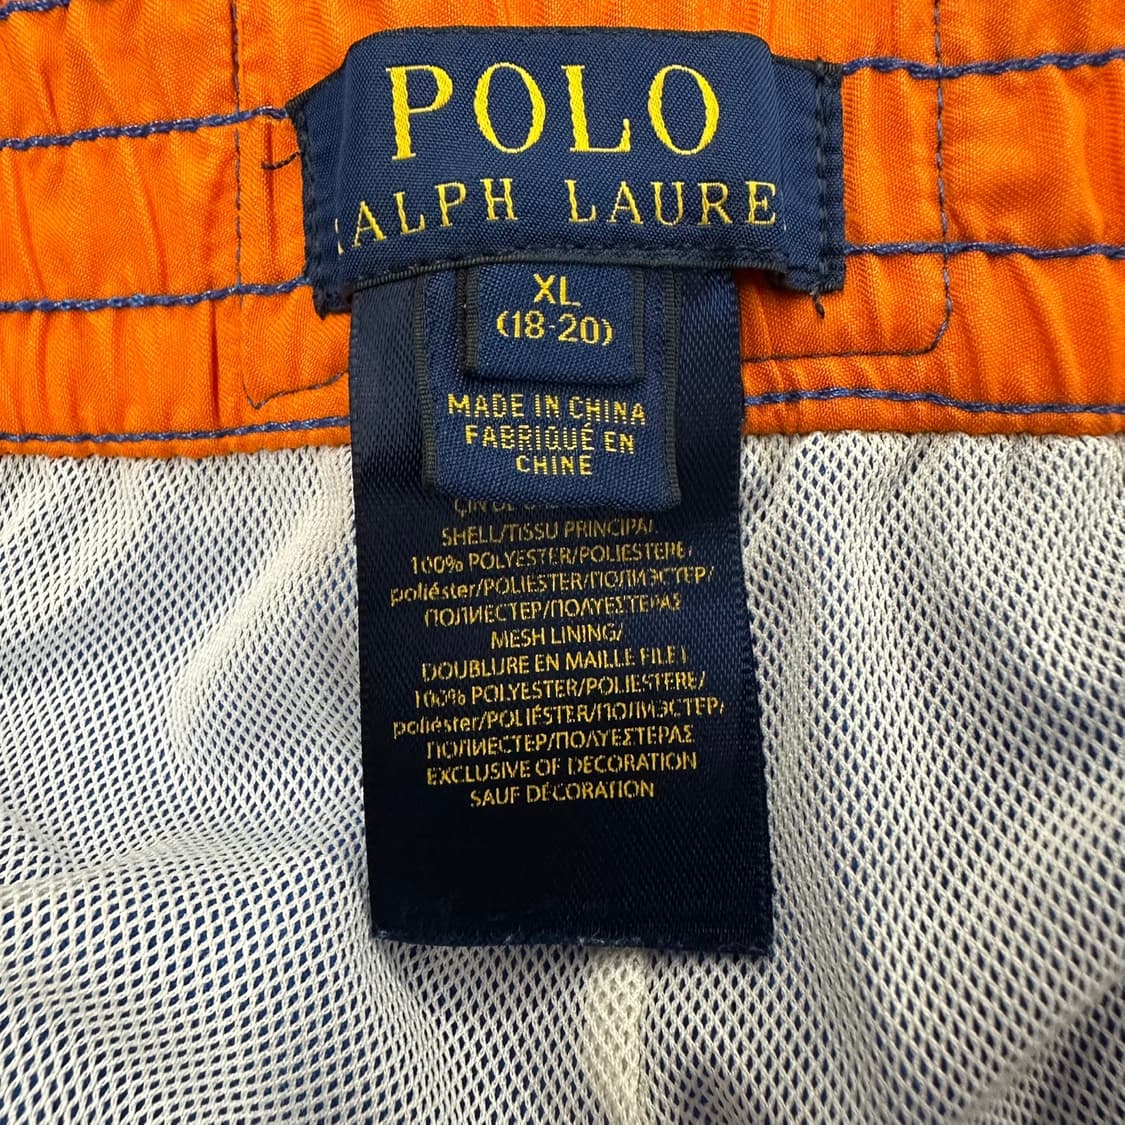 POLO
RALPH LAUREN
XL
(18-20)
MADE IN CHINA
FABRIQUÉ EN
CHINE
SHELL/TISSU PRINCIPAL
100% POLYESTER/POLIESTERE/
poliéster/POLIESTER/ПОЛИЭСТЕР/
ПОЛИЕСТЕР/ΠΟΛΥΕΣΤΕΡΑΣ
MESH LINING/
DOUBLURE EN MAILLE FILET
100% POLYESTER/POLIESTERE/
poliéster/POLIÉSTER/ПОЛИЭСТЕР/
ПОЛИЕСТЕР/ΠΟΛΥΕΣΤΕΡΑΣ
EXCLUSIVE OF DECORATION
SAUF DÉCORATION